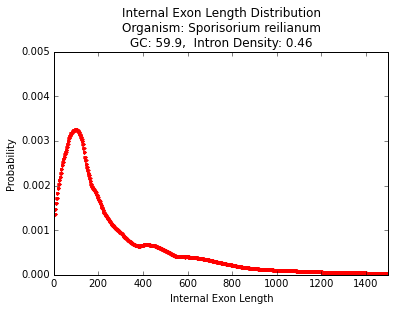 Internal Exon Length Distribution
Organism: Sporisorium reilianum
GC: 59.9,  Intron Density: 0.46
0.005
0.004
0.003
0.002
0.001
0.000
Probability
0 200 400 600 800 1000 1200 1400
Internal Exon Length